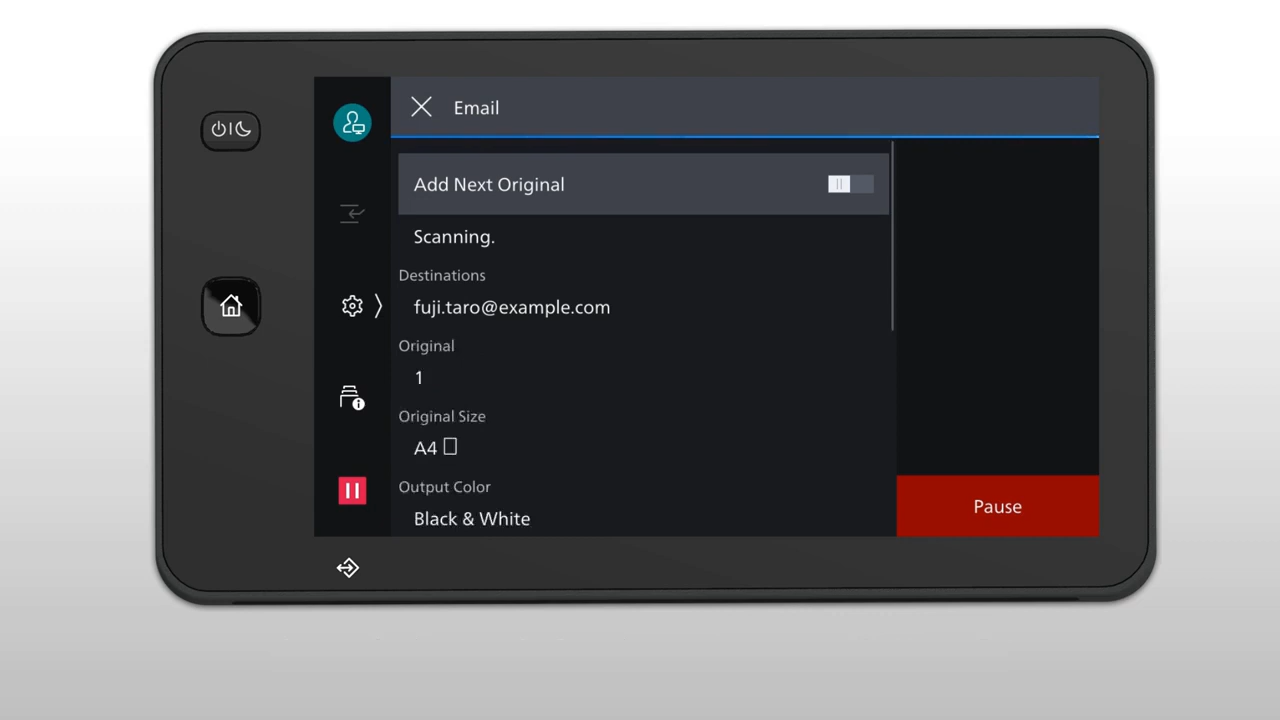 Email
Add Next Original
Scanning.
Destinations
fuji.taro@example.com
Original
1
Original Size
A4
Output Color
Black & White
Pause